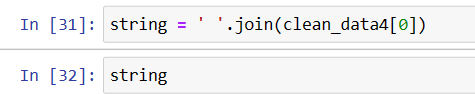 In [31]: string = ' '.join(clean_data4[0])
In [32]: string